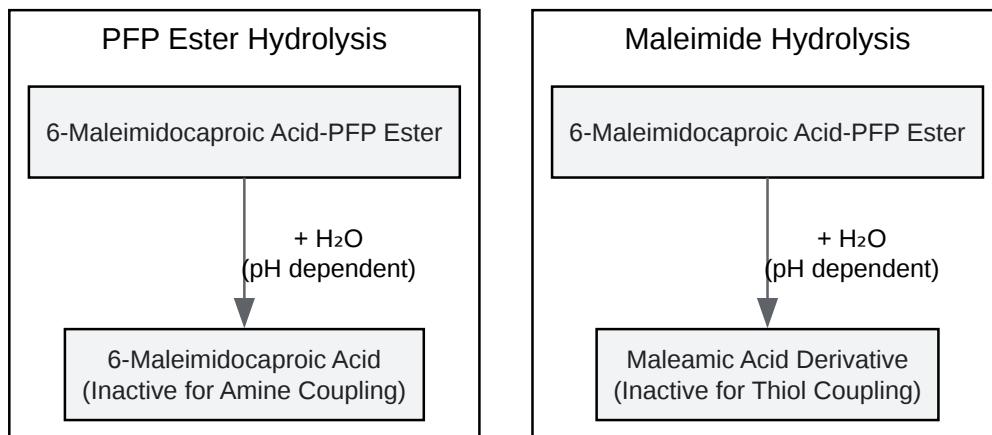 PFP Ester Hydrolysis
6-Maleimidocaproic Acid-PFP Ester
+ H₂O
(pH dependent)
6-Maleimidocaproic Acid
(Inactive for Amine Coupling)
Maleimide Hydrolysis
6-Maleimidocaproic Acid-PFP Ester
+ H₂O
(pH dependent)
Maleamic Acid Derivative
(Inactive for Thiol Coupling)